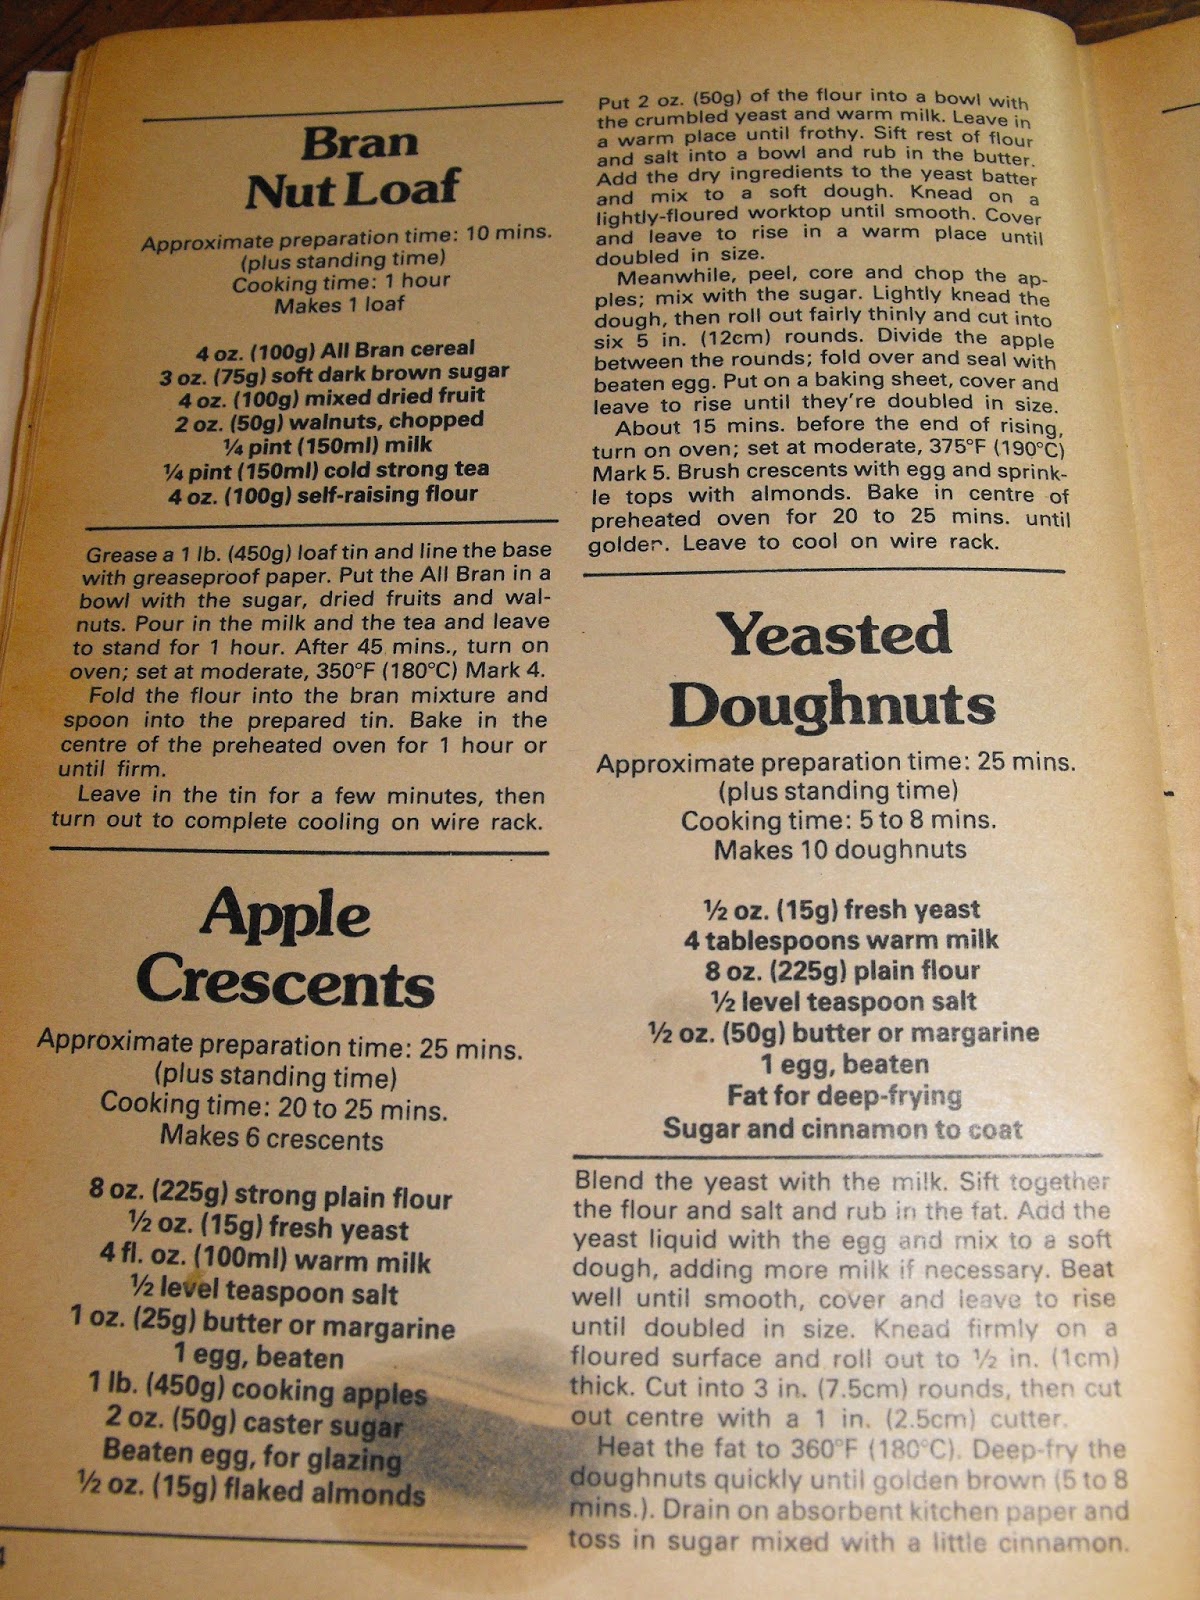 Bran
Nut Loaf
Approximate preparation time: 10 mins.
(plus standing time)
Cooking time: 1 hour
Makes 1 loaf
4 oz. (100g) All Bran cereal
3 oz. (75g) soft dark brown sugar
4 oz. (100g) mixed dried fruit
2 oz. (50g) walnuts, chopped
¼ pint (150ml) milk
¼ pint (150ml) cold strong tea
4 oz. (100g) self-raising flour
Grease a 1 lb. (450g) loaf tin and line the base
with greaseproof paper. Put the All Bran in a
bowl with the sugar, dried fruits and wal-
nuts. Pour in the milk and the tea and leave
to stand for 1 hour. After 45 mins., turn on
oven; set at moderate, 350°F (180°C) Mark 4.
Fold the flour into the bran mixture and
spoon into the prepared tin. Bake in the
centre of the preheated oven for 1 hour or
until firm.
Leave in the tin for a few minutes, then
turn out to complete cooling on wire rack.
Apple
Crescents
Approximate preparation time: 25 mins.
(plus standing time)
Cooking time: 20 to 25 mins.
Makes 6 crescents
8 oz. (225g) strong plain flour
½ oz. (15g) fresh yeast
4 fl. oz. (100ml) warm milk
½ level teaspoon salt
1 oz. (25g) butter or margarine
1 egg, beaten
1 lb. (450g) cooking apples
2 oz. (50g) caster sugar
Beaten egg, for glazing
½ oz. (15g) flaked almonds
Put 2 oz. (50g) of the flour into a bowl with
the crumbled yeast and warm milk. Leave in
a warm place until frothy. Sift rest of flour
and salt into a bowl and rub in the butter.
Add the dry ingredients to the yeast batter
and mix to a soft dough. Knead on a
lightly-floured worktop until smooth. Cover
and leave to rise in a warm place until
doubled in size.
Meanwhile, peel, core and chop the ap-
ples; mix with the sugar. Lightly knead the
dough, then roll out fairly thinly and cut into
six 5 in. (12cm) rounds. Divide the apple
between the rounds; fold over and seal with
beaten egg. Put on a baking sheet, cover and
leave to rise until they're doubled in size.
About 15 mins. before the end of rising,
turn on oven; set at moderate, 375°F (190°C)
Mark 5. Brush crescents with egg and sprink-
le tops with almonds. Bake in centre of
preheated oven for 20 to 25 mins. until
golden. Leave to cool on wire rack.
Yeasted
Doughnuts
Approximate preparation time: 25 mins.
(plus standing time)
Cooking time: 5 to 8 mins.
Makes 10 doughnuts
½ oz. (15g) fresh yeast
4 tablespoons warm milk
8 oz. (225g) plain flour
½ level teaspoon salt
½ oz. (50g) butter or margarine
1 egg, beaten
Fat for deep-frying
Sugar and cinnamon to coat
Blend the yeast with the milk. Sift together
the flour and salt and rub in the fat. Add the
yeast liquid with the egg and mix to a soft
dough, adding more milk if necessary. Beat
well until smooth, cover and leave to rise
until doubled in size. Knead firmly on a
floured surface and roll out to ½ in. (1cm)
thick. Cut into 3 in. (7.5cm) rounds, then cut
out centre with a 1 in. (2.5cm) cutter.
Heat the fat to 360°F (180°C). Deep-fry the
doughnuts quickly until golden brown (5 to 8
mins.). Drain on absorbent kitchen paper and
toss in sugar mixed with a little cinnamon.